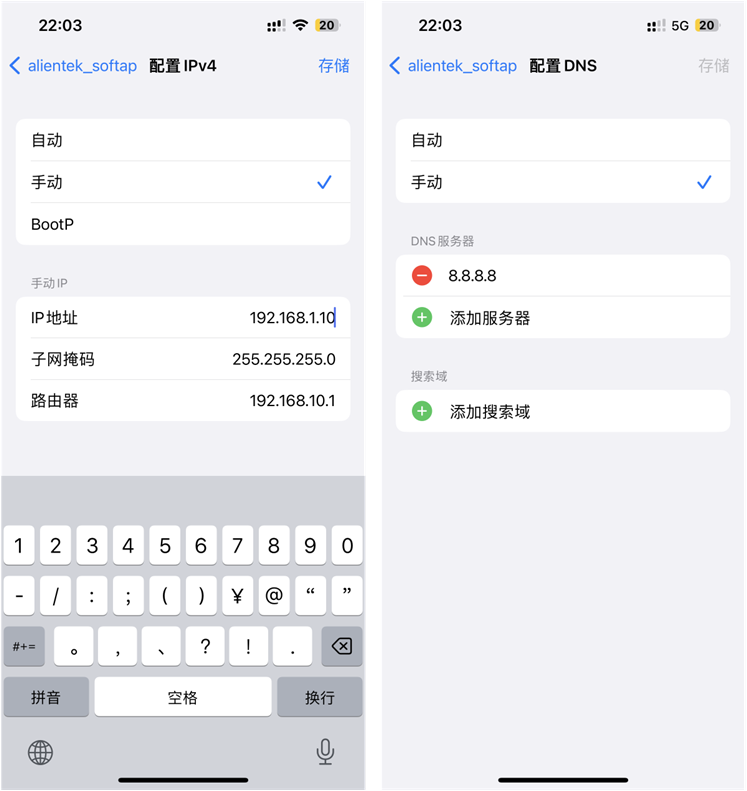 22:03
20
alientek_softap 配置 IPv4 存储
自动
手动
BootP
手动 IP
IP 地址 192.168.1.10
子网掩码 255.255.255.0
路由器 192.168.10.1
1 2 3 4 5 6 7 8 9 0
- / : ; ( ) ¥ @ “ ”
#+= 。 , 、 ? ! .
拼音 空格 换行
22:03
5G 20
alientek_softap 配置 DNS 存储
自动
手动
DNS 服务器
8.8.8.8
添加服务器
搜索域
添加搜索域